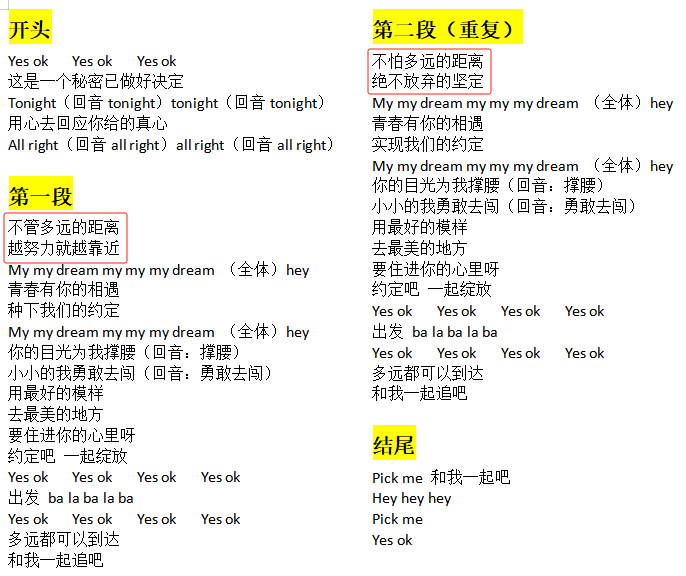 开头
Yes ok Yes ok Yes ok
这是一个秘密已做好决定
Tonight（回音 tonight）tonight（回音 tonight）
用心去回应你给的真心
All right（回音 all right）all right（回音 all right）
第一段
不管多远的距离
越努力就越靠近
My my dream my my my dream （全体）hey
青春有你的相遇
种下我们的约定
My my dream my my my dream （全体）hey
你的目光为我撑腰（回音：撑腰）
小小的我勇敢去闯（回音：勇敢去闯）
用最好的模样
去最美的地方
要住进你的心里呀
约定吧 一起绽放
Yes ok Yes ok Yes ok Yes ok
出发 ba la ba la ba
Yes ok Yes ok Yes ok Yes ok
多远都可以到达
和我一起追吧
第二段（重复）
不怕多远的距离
绝不放弃的坚定
My my dream my my my dream （全体）hey
青春有你的相遇
实现我们的约定
My my dream my my my dream （全体）hey
你的目光为我撑腰（回音：撑腰）
小小的我勇敢去闯（回音：勇敢去闯）
用最好的模样
去最美的地方
要住进你的心里呀
约定吧 一起绽放
Yes ok Yes ok Yes ok Yes ok
出发 ba la ba la ba
Yes ok Yes ok Yes ok Yes ok
多远都可以到达
和我一起追吧
结尾
Pick me 和我一起吧
Hey hey hey
Pick me
Yes ok